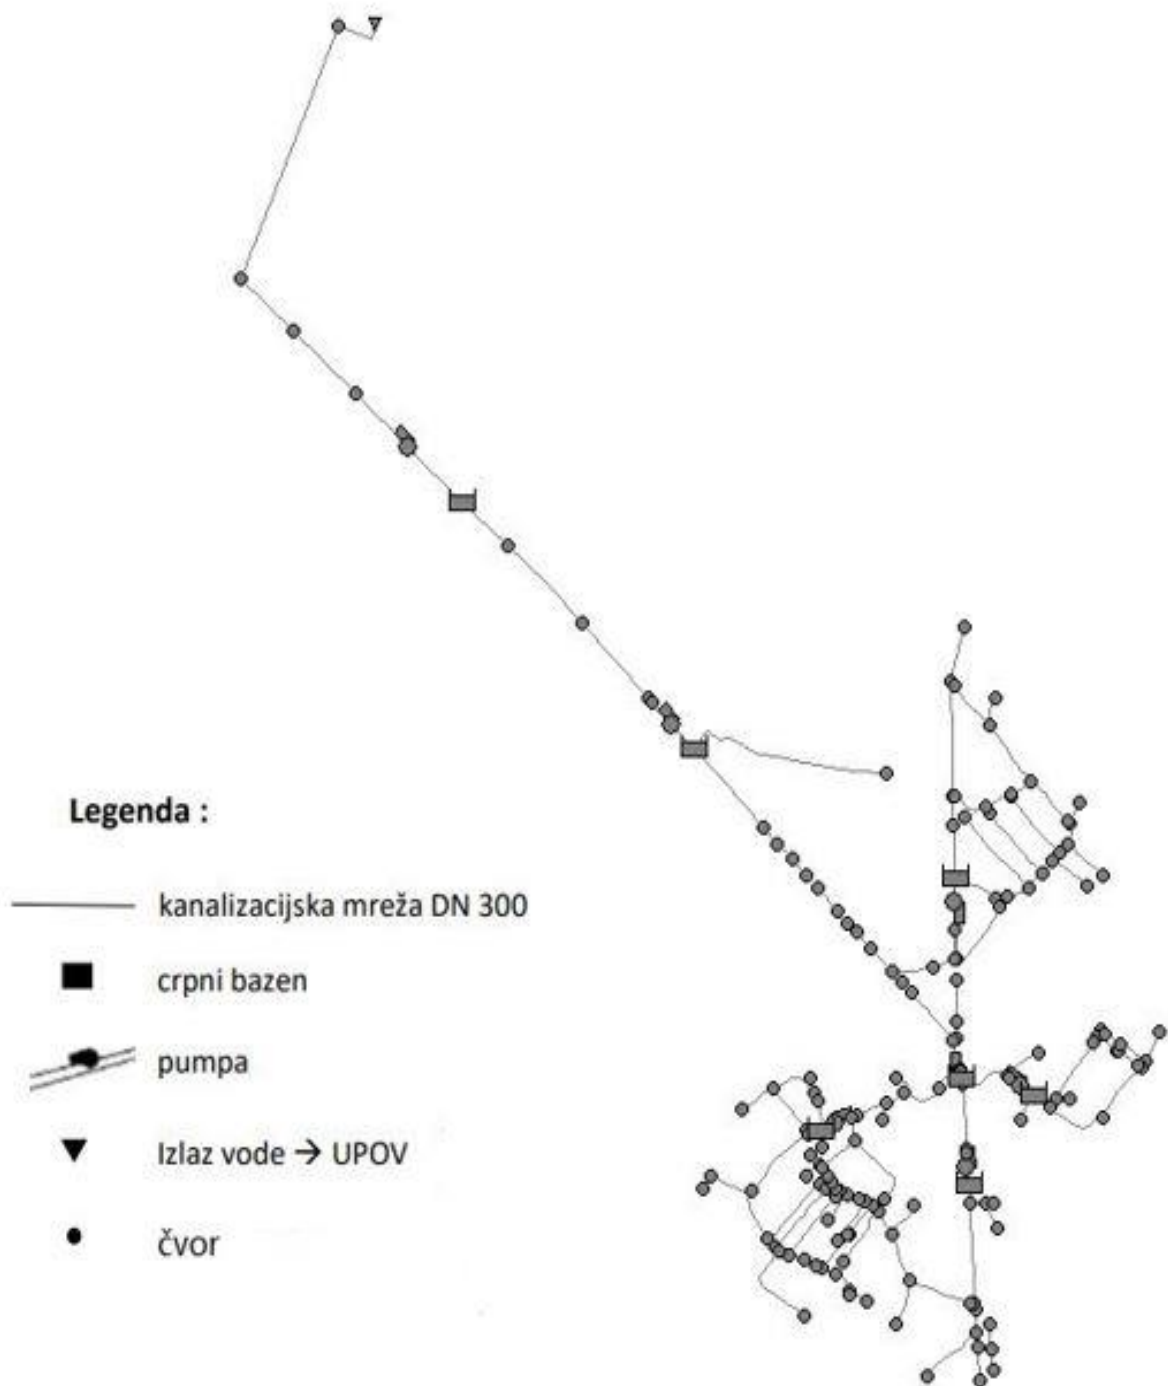 Legenda :
kanalizacijska mreža DN 300
crpni bazen
pumpa
Izlaz vode → UPOV
čvor